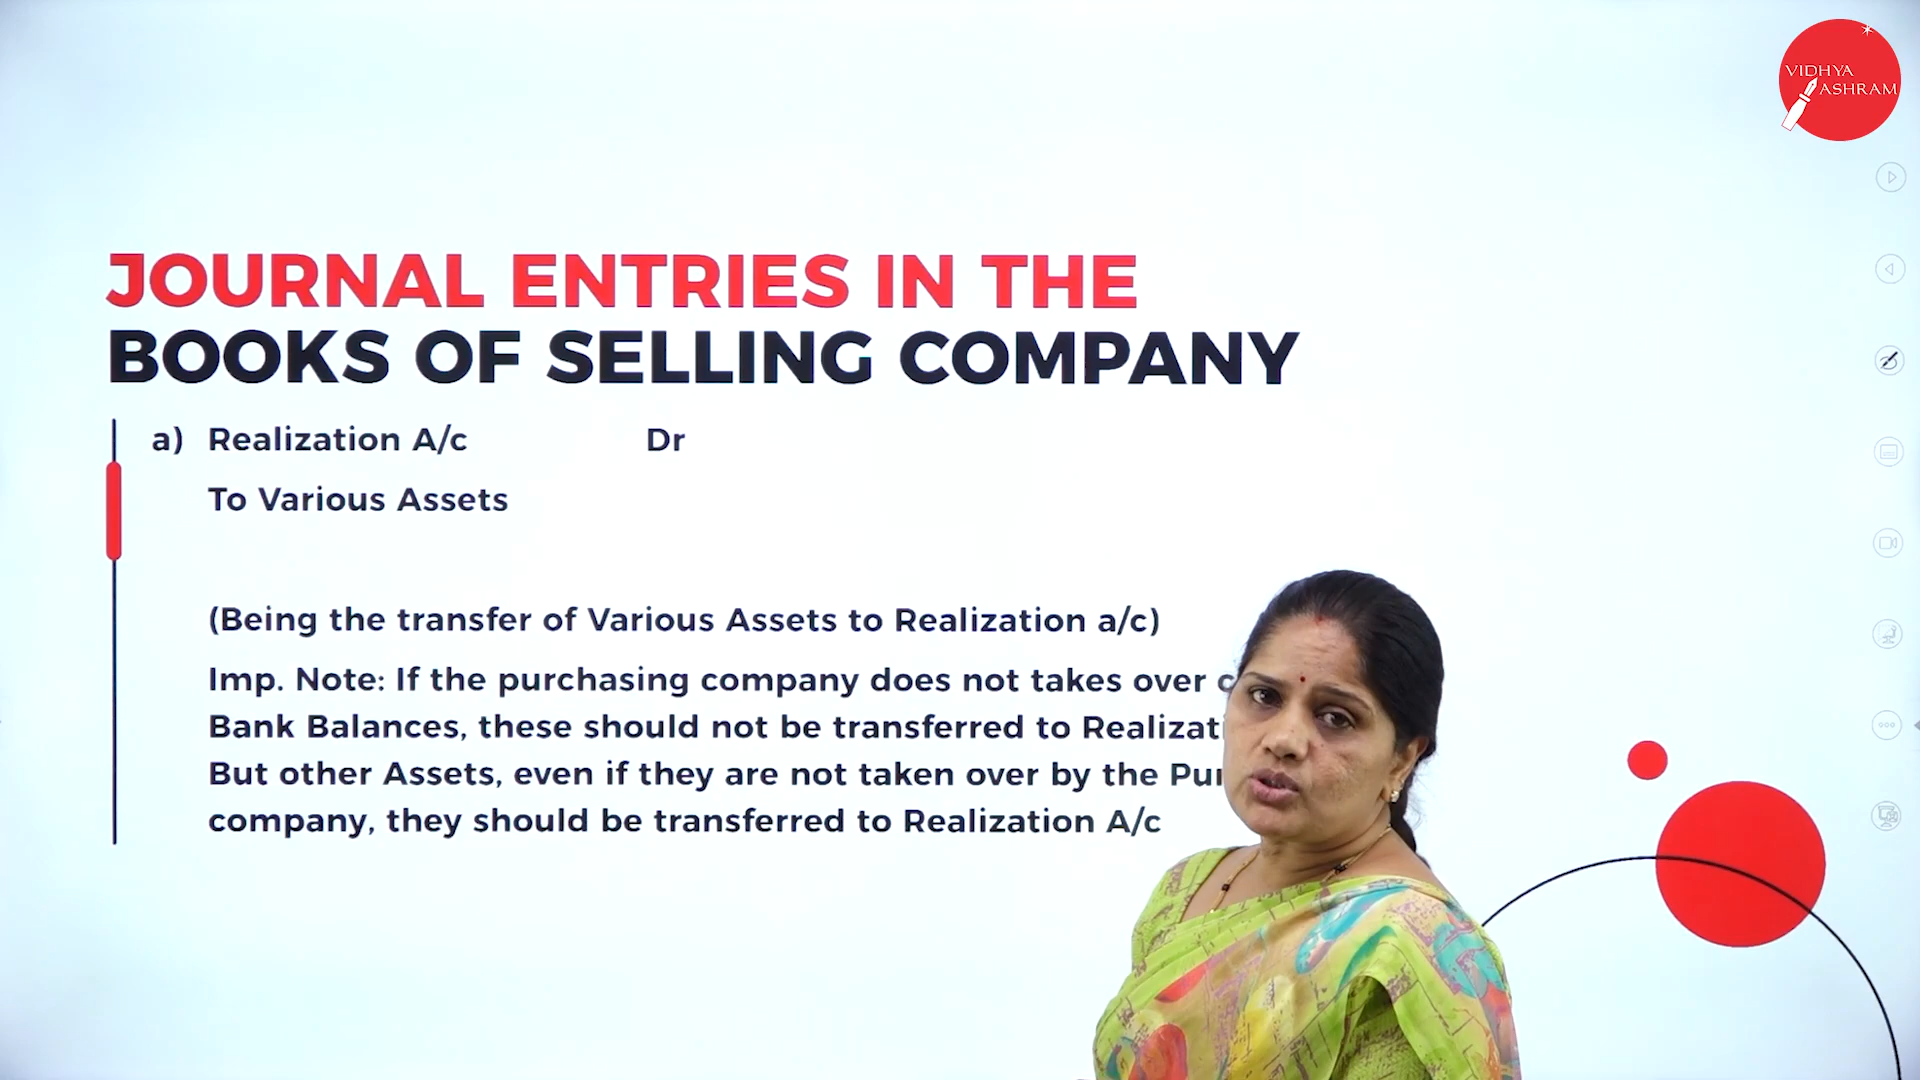 VIDHYA
ASHRAM
JOURNAL ENTRIES IN THE
BOOKS OF SELLING COMPANY
a) Realization A/c Dr
To Various Assets
(Being the transfer of Various Assets to Realization a/c)
Imp. Note: If the purchasing company does not takes over
Bank Balances, these should not be transferred to
But other Assets, even if they are not taken over by the
company, they should be transferred to Realization A/c